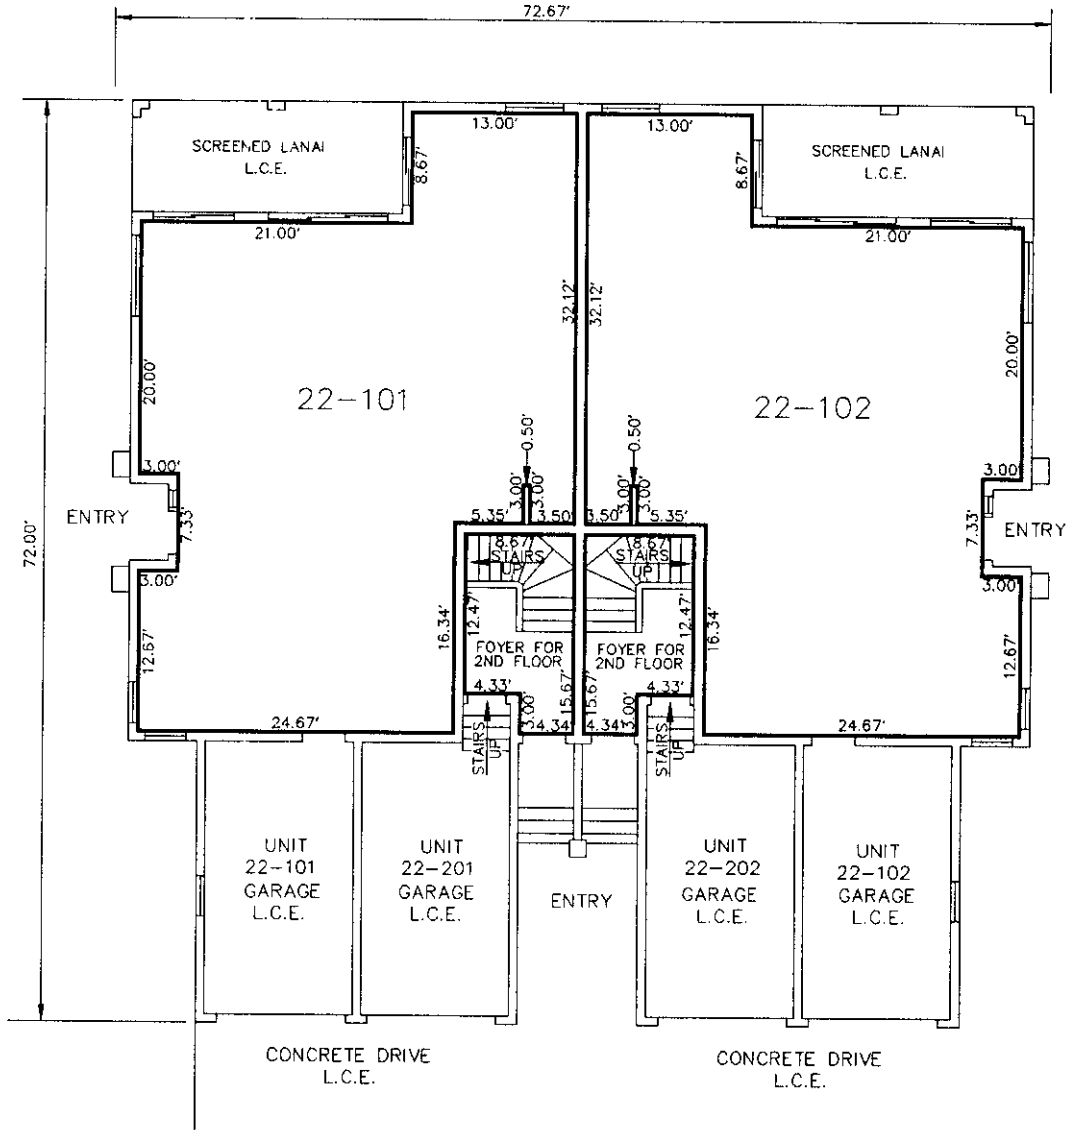 72.67'
13.00'
13.00'
SCREENED LANAI
L.C.E.
SCREENED LANAI
L.C.E.
8.67'
8.67'
21.00'
21.00'
32.12'
32.12'
20.00'
20.00'
22-101
22-102
0.50'
0.50'
3.00'
3.00'
3.00'
3.00'
3.00'
3.00'
5.35'
3.50'
3.50'
5.35'
ENTRY
ENTRY
7.33'
7.33'
72.00'
8.67'
STAIRS
UP
8.67'
STAIRS
UP
3.00'
3.00'
12.47'
12.47'
16.34'
16.34'
FOYER FOR
2ND FLOOR
FOYER FOR
2ND FLOOR
12.67'
12.67'
4.33'
4.33'
3.00'
15.67'
15.67'
3.00'
24.67'
4.34'
4.34'
24.67'
STAIRS
UP
STAIRS
UP
UNIT
22-101
GARAGE
L.C.E.
UNIT
22-201
GARAGE
L.C.E.
ENTRY
UNIT
22-202
GARAGE
L.C.E.
UNIT
22-102
GARAGE
L.C.E.
CONCRETE DRIVE
L.C.E.
CONCRETE DRIVE
L.C.E.